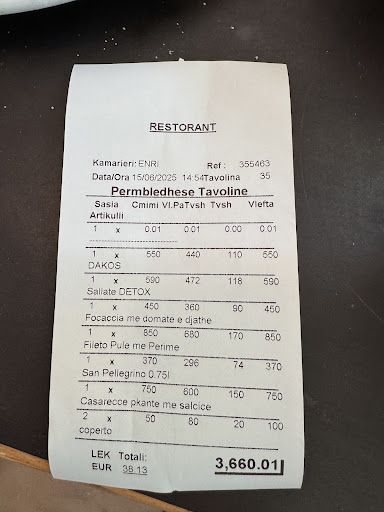 RESTORANT
Kamarieri: ENRI Ref : 355463
Data/Ora 15/06/2025 14:54Tavolina 35
Permbledhese Tavoline
Sasia Cmimi Vl.PaTvsh Tvsh Vlefta
Artikulli
1 x 0.01 0.01 0.00 0.01
------------------------------
1 x 550 440 110 550
DAKOS
1 x 590 472 118 590
Sallate DETOX
1 x 450 360 90 450
Focaccia me domate e djathe
1 x 850 680 170 850
Fileto Pule me Perime
1 x 370 296 74 370
San Pellegrino 0.75l
1 x 750 600 150 750
Casarecce pkante me salcice
2 x 50 80 20 100
coperto
LEK Totali: 3,660.01
EUR 38.13